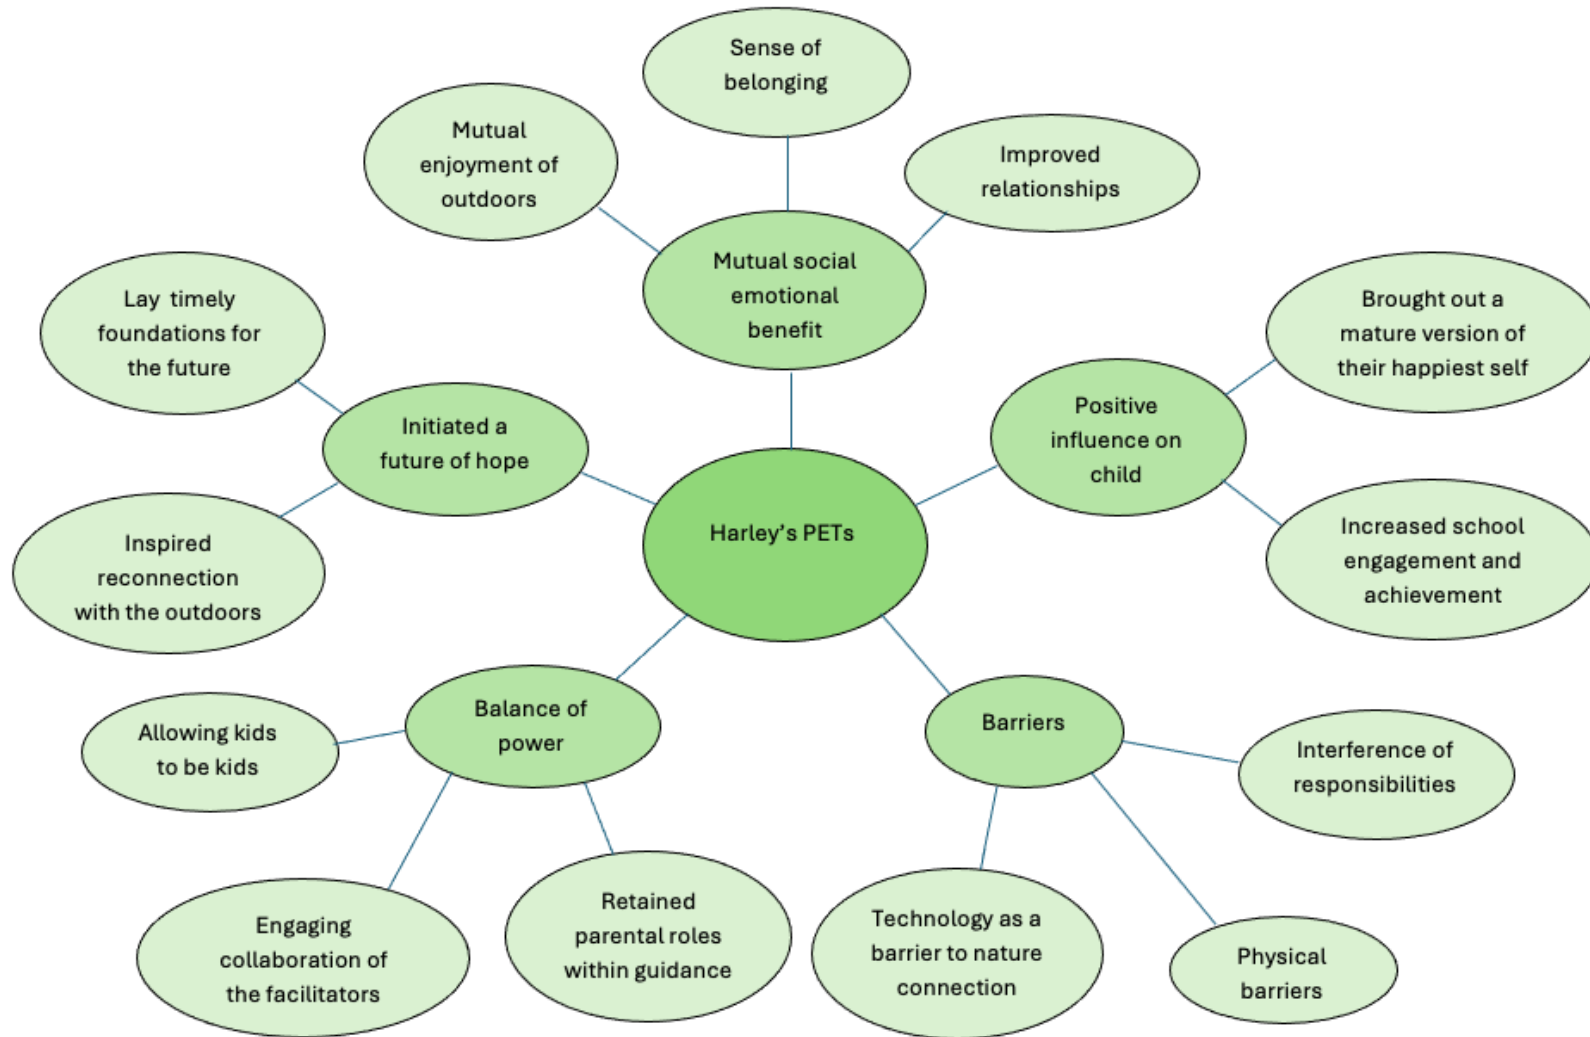 Sense of
belonging
Mutual
enjoyment of
outdoors
Improved
relationships
Mutual social
emotional
benefit
Lay timely
foundations for
the future
Brought out a
mature version of
their happiest self
Initiated a
future of hope
Positive
influence on
child
Inspired
reconnection
with the outdoors
Harley's PETs
Increased school
engagement and
achievement
Allowing kids
to be kids
Balance of
power
Barriers
Interference of
responsibilities
Engaging
collaboration of
the facilitators
Retained
parental roles
within guidance
Technology as a
barrier to nature
connection
Physical
barriers